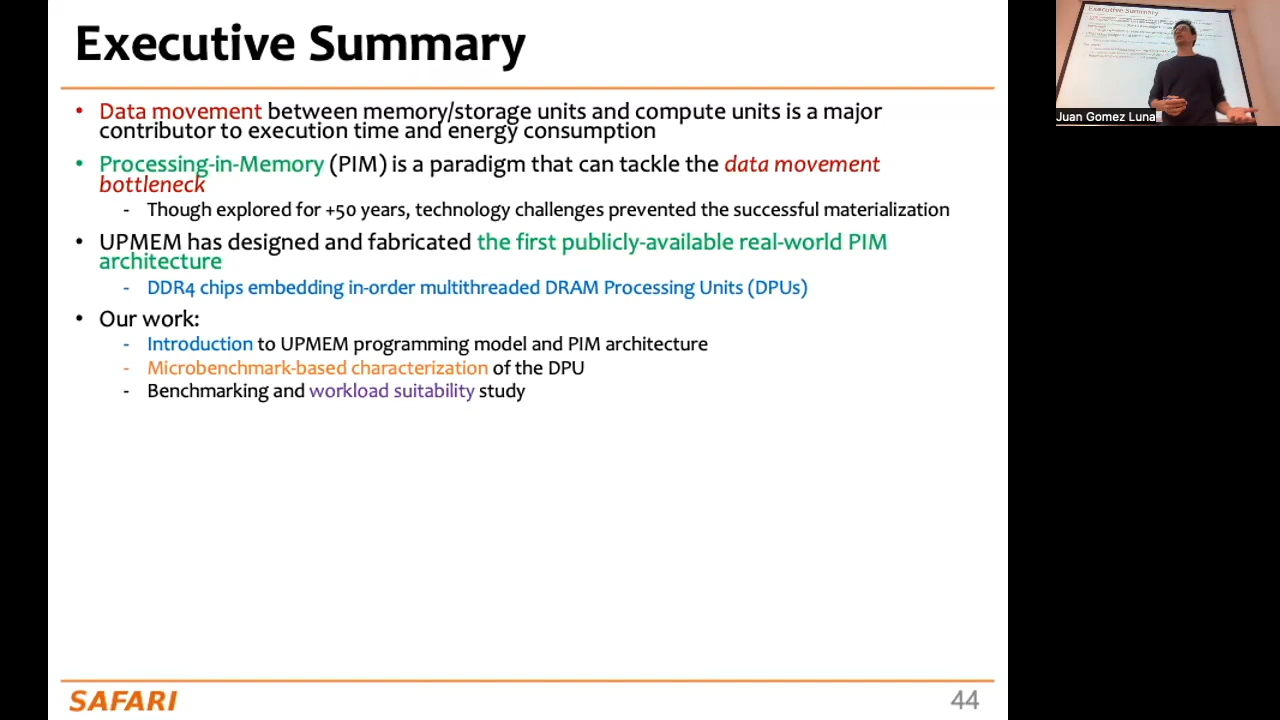 Executive Summary
• Data movement between memory/storage units and compute units is a major
contributor to execution time and energy consumption
• Processing-in-Memory (PIM) is a paradigm that can tackle the data movement
bottleneck
- Though explored for +50 years, technology challenges prevented the successful materialization
• UPMEM has designed and fabricated the first publicly-available real-world PIM
architecture
- DDR4 chips embedding in-order multithreaded DRAM Processing Units (DPUs)
• Our work:
- Introduction to UPMEM programming model and PIM architecture
- Microbenchmark-based characterization of the DPU
- Benchmarking and workload suitability study
SAFARI
44
Executive Summary
Juan Gomez Luna